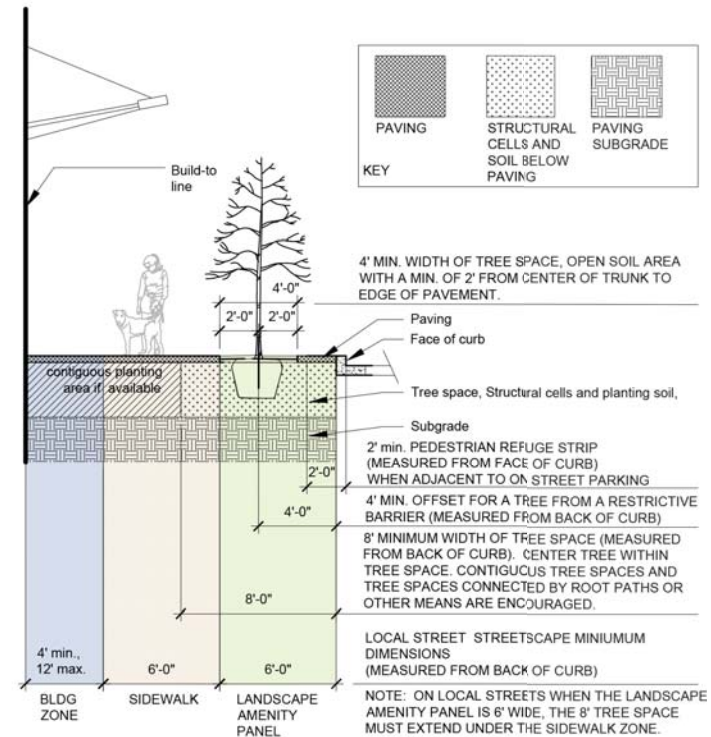 PAVING
STRUCTURAL
CELLS AND
SOIL BELOW
PAVING
PAVING
SUBGRADE
KEY
Build-to
line
4' MIN. WIDTH OF TREE SPACE, OPEN SOIL AREA
WITH A MIN. OF 2' FROM CENTER OF TRUNK TO
EDGE OF PAVEMENT.
4'-0"
2'-0"
2'-0"
Paving
Face of curb
contiguous planting
area if available
Tree space, Structural cells and planting soil,
Subgrade
2' min. PEDESTRIAN REFUGE STRIP
(MEASURED FROM FACE OF CURB)
WHEN ADJACENT TO ON STREET PARKING
2'-0"
4' MIN. OFFSET FOR A TREE FROM A RESTRICTIVE
BARRIER (MEASURED FROM BACK OF CURB)
4'-0"
8' MINIMUM WIDTH OF TREE SPACE (MEASURED
FROM BACK OF CURB). CENTER TREE WITHIN
TREE SPACE. CONTIGUOUS TREE SPACES AND
TREE SPACES CONNECTED BY ROOT PATHS OR
OTHER MEANS ARE ENCOURAGED.
8'-0"
LOCAL STREET STREETSCAPE MINIUMUM
DIMENSIONS
(MEASURED FROM BACK OF CURB)
4' min.,
12' max.
6'-0"
6'-0"
BLDG
ZONE
SIDEWALK
LANDSCAPE
AMENITY
PANEL
NOTE: ON LOCAL STREETS WHEN THE LANDSCAPE
AMENITY PANEL IS 6' WIDE, THE 8' TREE SPACE
MUST EXTEND UNDER THE SIDEWALK ZONE.